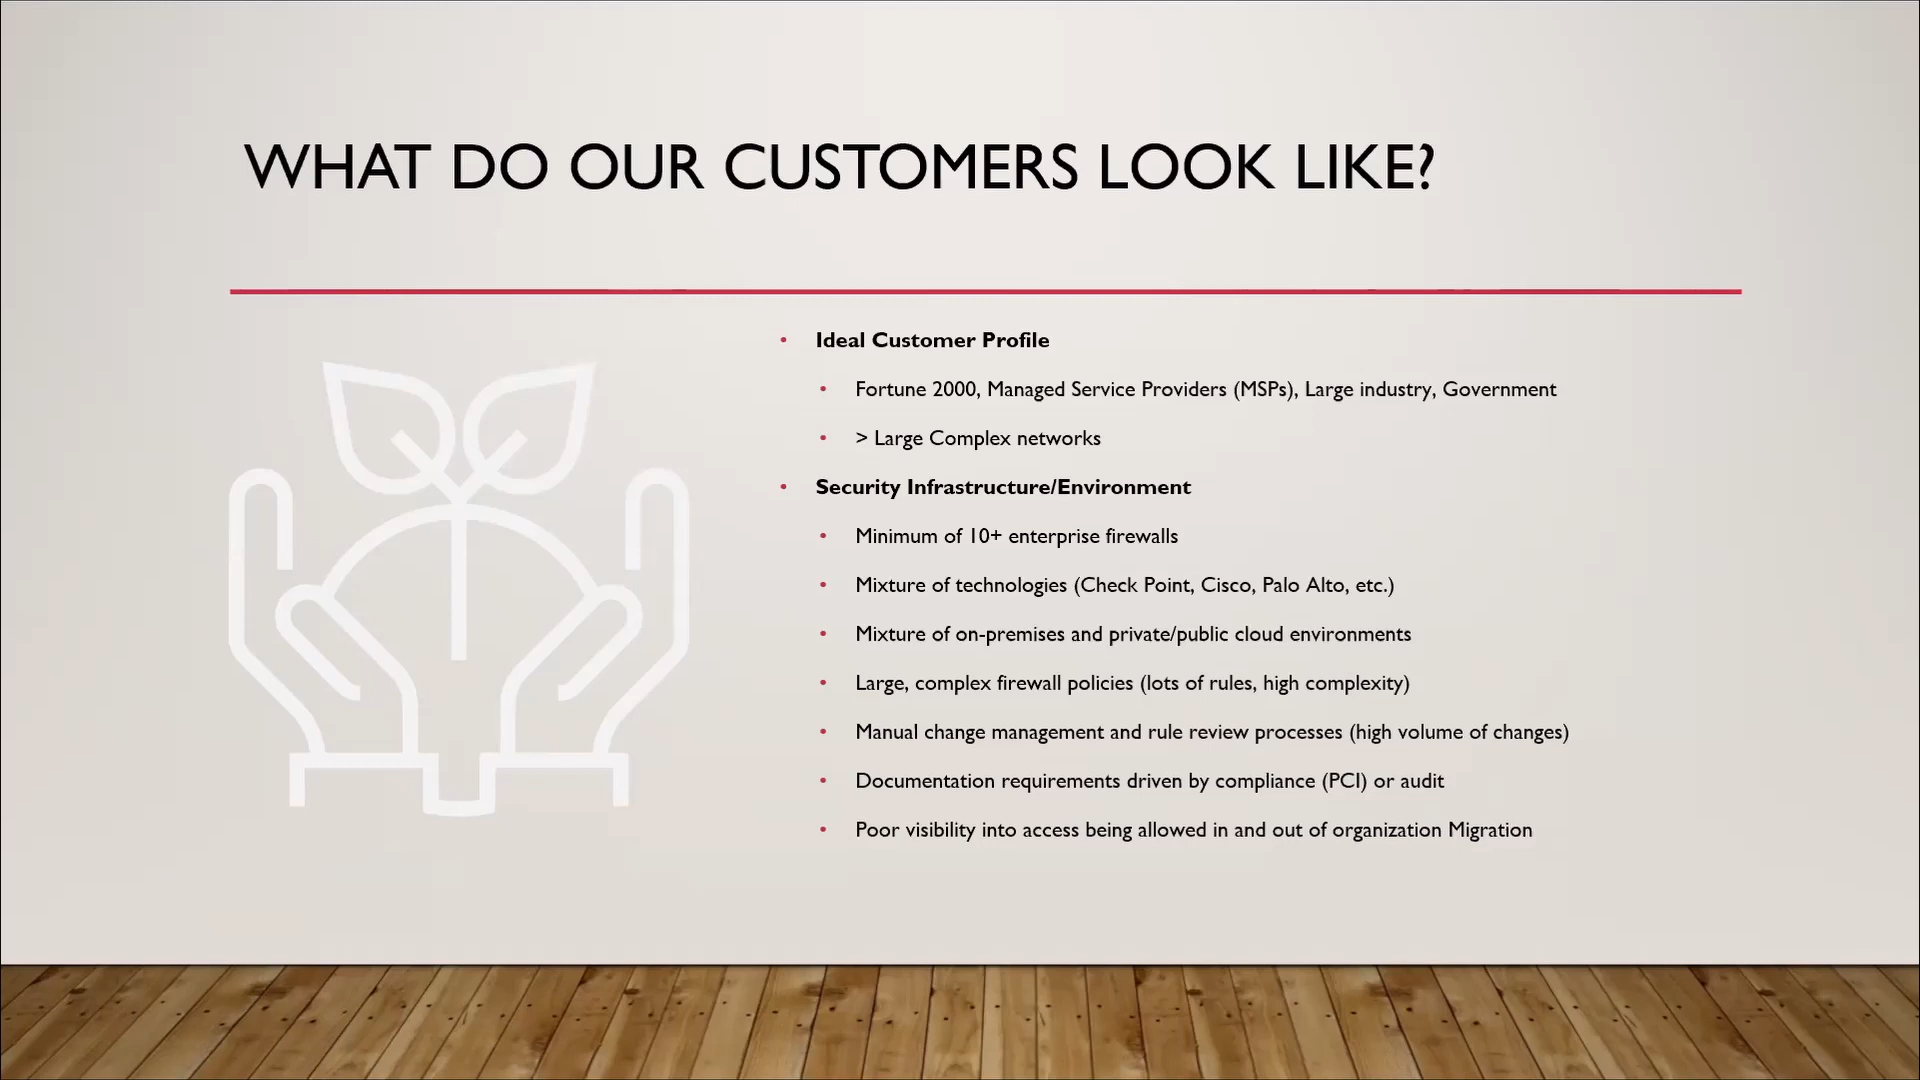 WHAT DO OUR CUSTOMERS LOOK LIKE?
• Ideal Customer Profile
• Fortune 2000, Managed Service Providers (MSPs), Large industry, Government
• > Large Complex networks
• Security Infrastructure/Environment
• Minimum of 10+ enterprise firewalls
• Mixture of technologies (Check Point, Cisco, Palo Alto, etc.)
• Mixture of on-premises and private/public cloud environments
• Large, complex firewall policies (lots of rules, high complexity)
• Manual change management and rule review processes (high volume of changes)
• Documentation requirements driven by compliance (PCI) or audit
• Poor visibility into access being allowed in and out of organization Migration